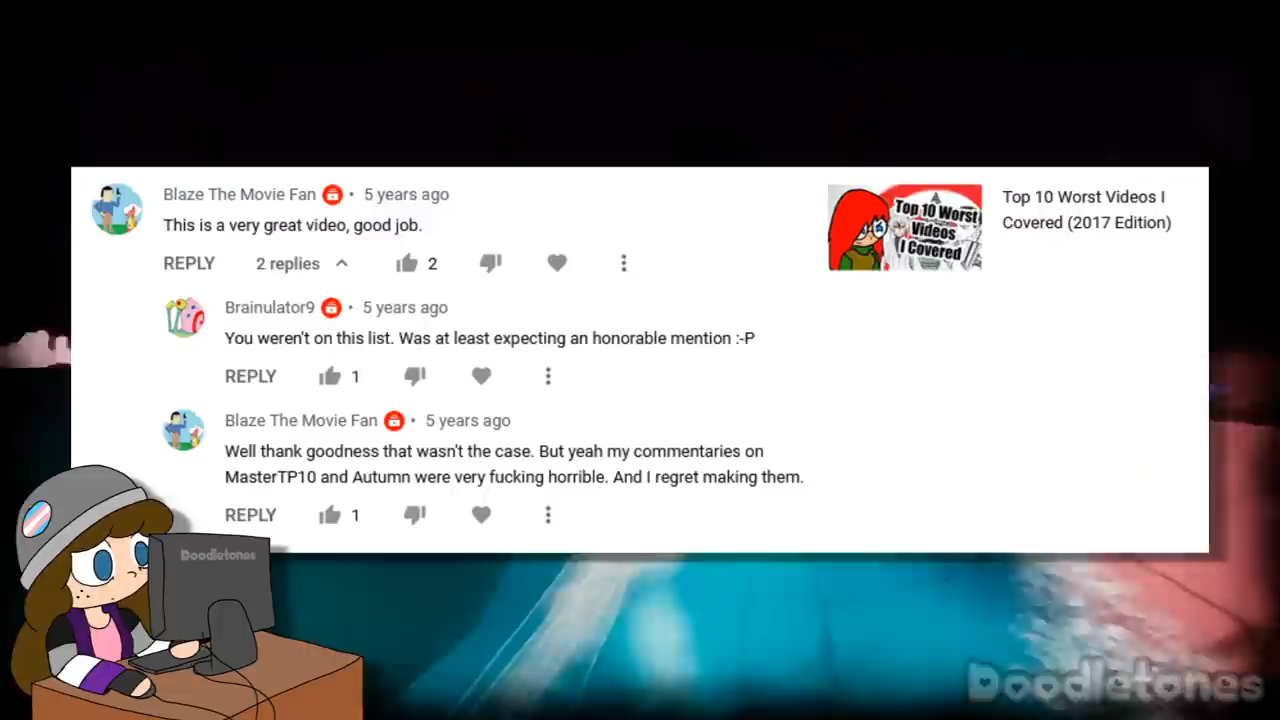 Blaze The Movie Fan • 5 years ago
This is a very great video, good job.
REPLY 2 replies 2
Top 10 Worst
Videos
I Covered
Top 10 Worst Videos I
Covered (2017 Edition)
Brainulator9 • 5 years ago
You weren't on this list. Was at least expecting an honorable mention :-P
REPLY 1
Blaze The Movie Fan • 5 years ago
Well thank goodness that wasn't the case. But yeah my commentaries on
MasterTP10 and Autumn were very fucking horrible. And I regret making them.
REPLY 1
Doodletones
Doodletones